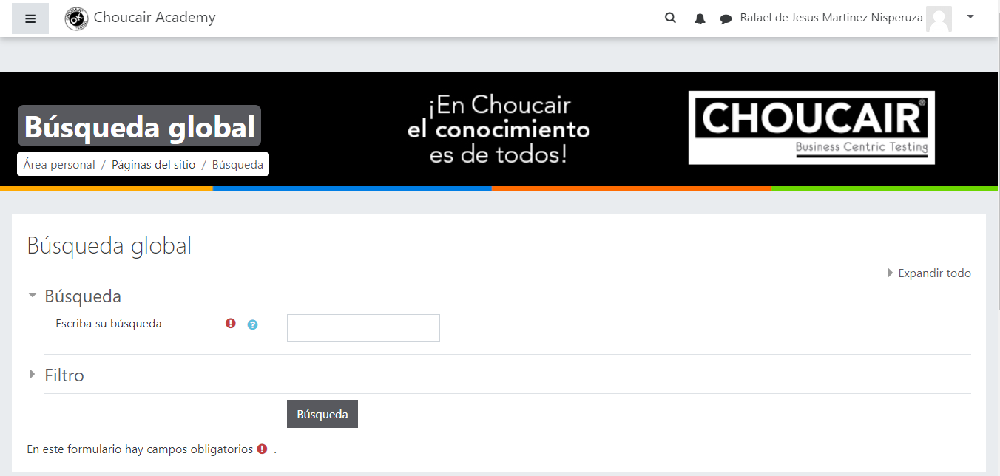 Choucair Academy
Rafael de Jesus Martinez Nisperuza
Búsqueda global
Área personal / Páginas del sitio / Búsqueda
¡En Choucair
el conocimiento
es de todos!
CHOUCAIR®
Business Centric Testing
Búsqueda global
Expandir todo
Búsqueda
Escriba su búsqueda
Filtro
Búsqueda
En este formulario hay campos obligatorios .